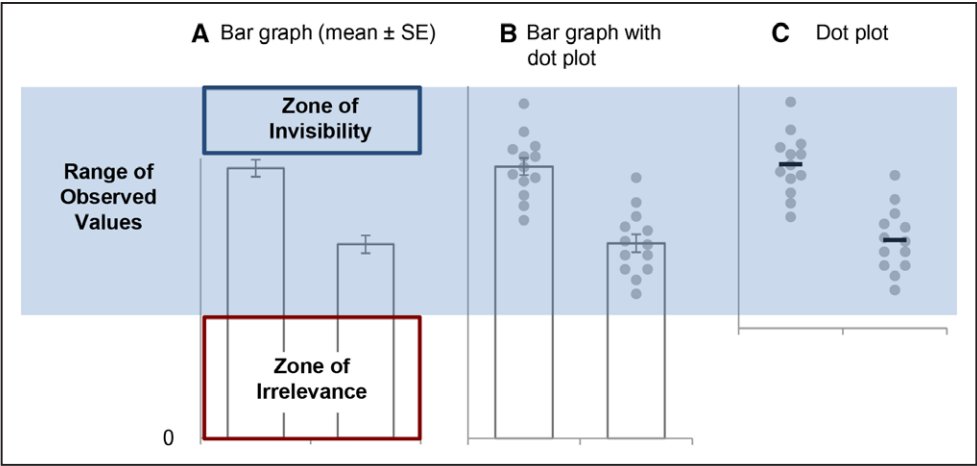 A Bar graph (mean ± SE)
B Bar graph with
dot plot
C Dot plot
Zone of
Invisibility
Range of
Observed
Values
Zone of
Irrelevance
0